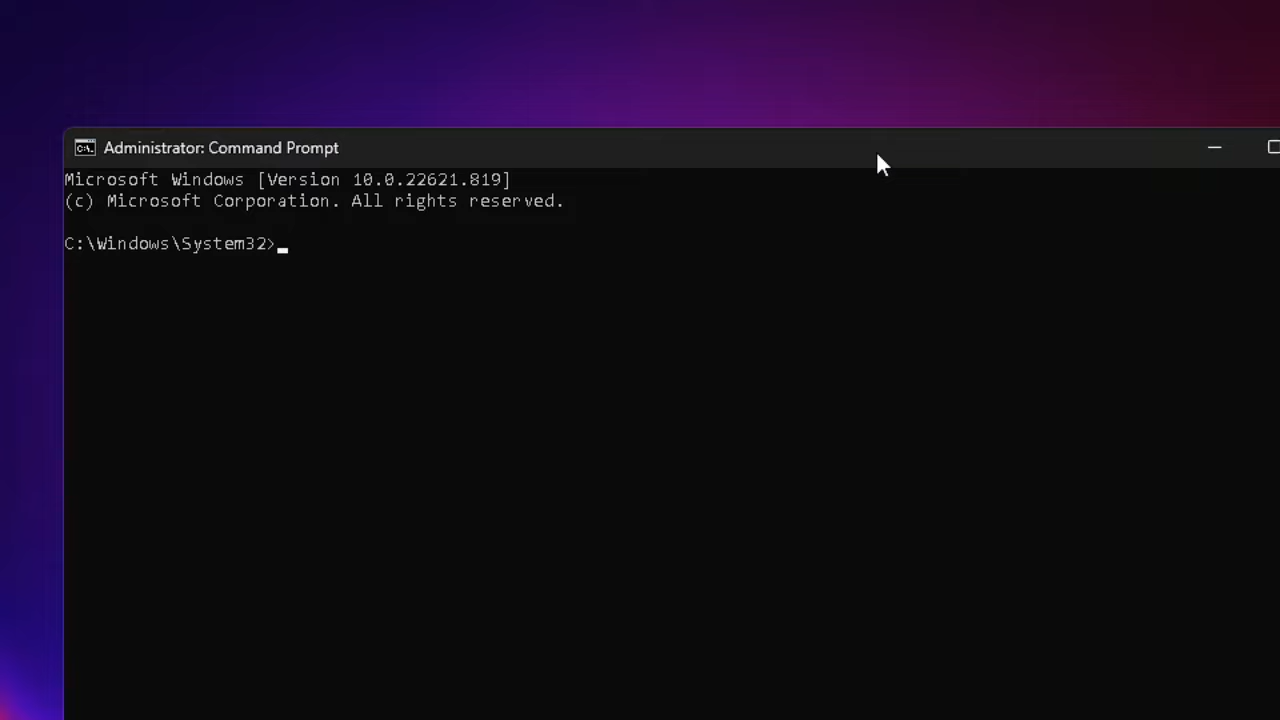 Administrator: Command Prompt
Microsoft Windows [Version 10.0.22621.819]
(c) Microsoft Corporation. All rights reserved.
C:\Windows\System32>